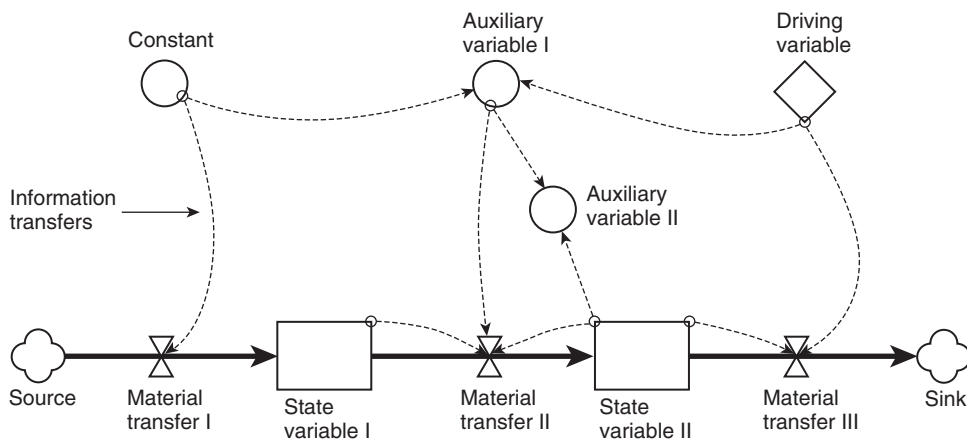 Constant
Auxiliary
variable I
Driving
variable
Information
transfers
Auxiliary
variable II
Source
Material
transfer I
State
variable I
Material
transfer II
State
variable II
Material
transfer III
Sink